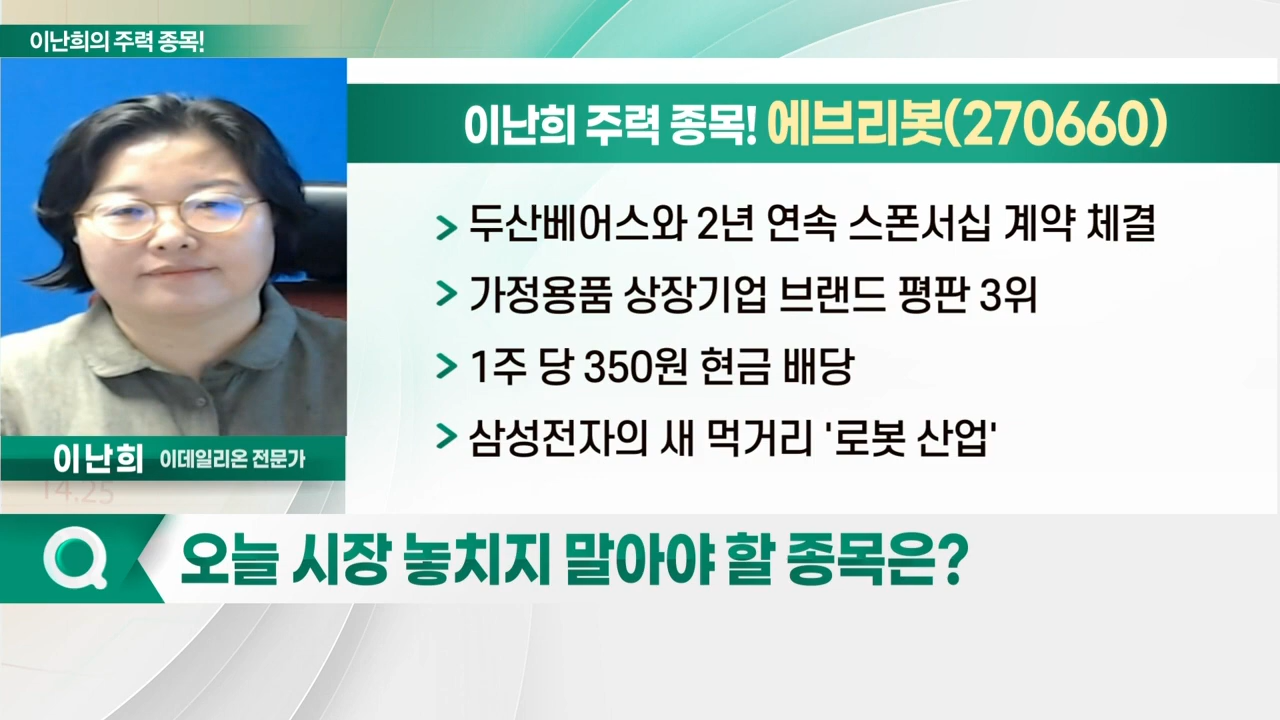 이난희의 주력 종목!
이난희 주력 종목! 에브리봇(270660)
두산베어스와 2년 연속 스폰서십 계약 체결
가정용품 상장기업 브랜드 평판 3위
1주 당 350원 현금 배당
삼성전자의 새 먹거리 '로봇 산업'
이난희 이데일리온 전문가
14.25
Q 오늘 시장 놓치지 말아야 할 종목은?